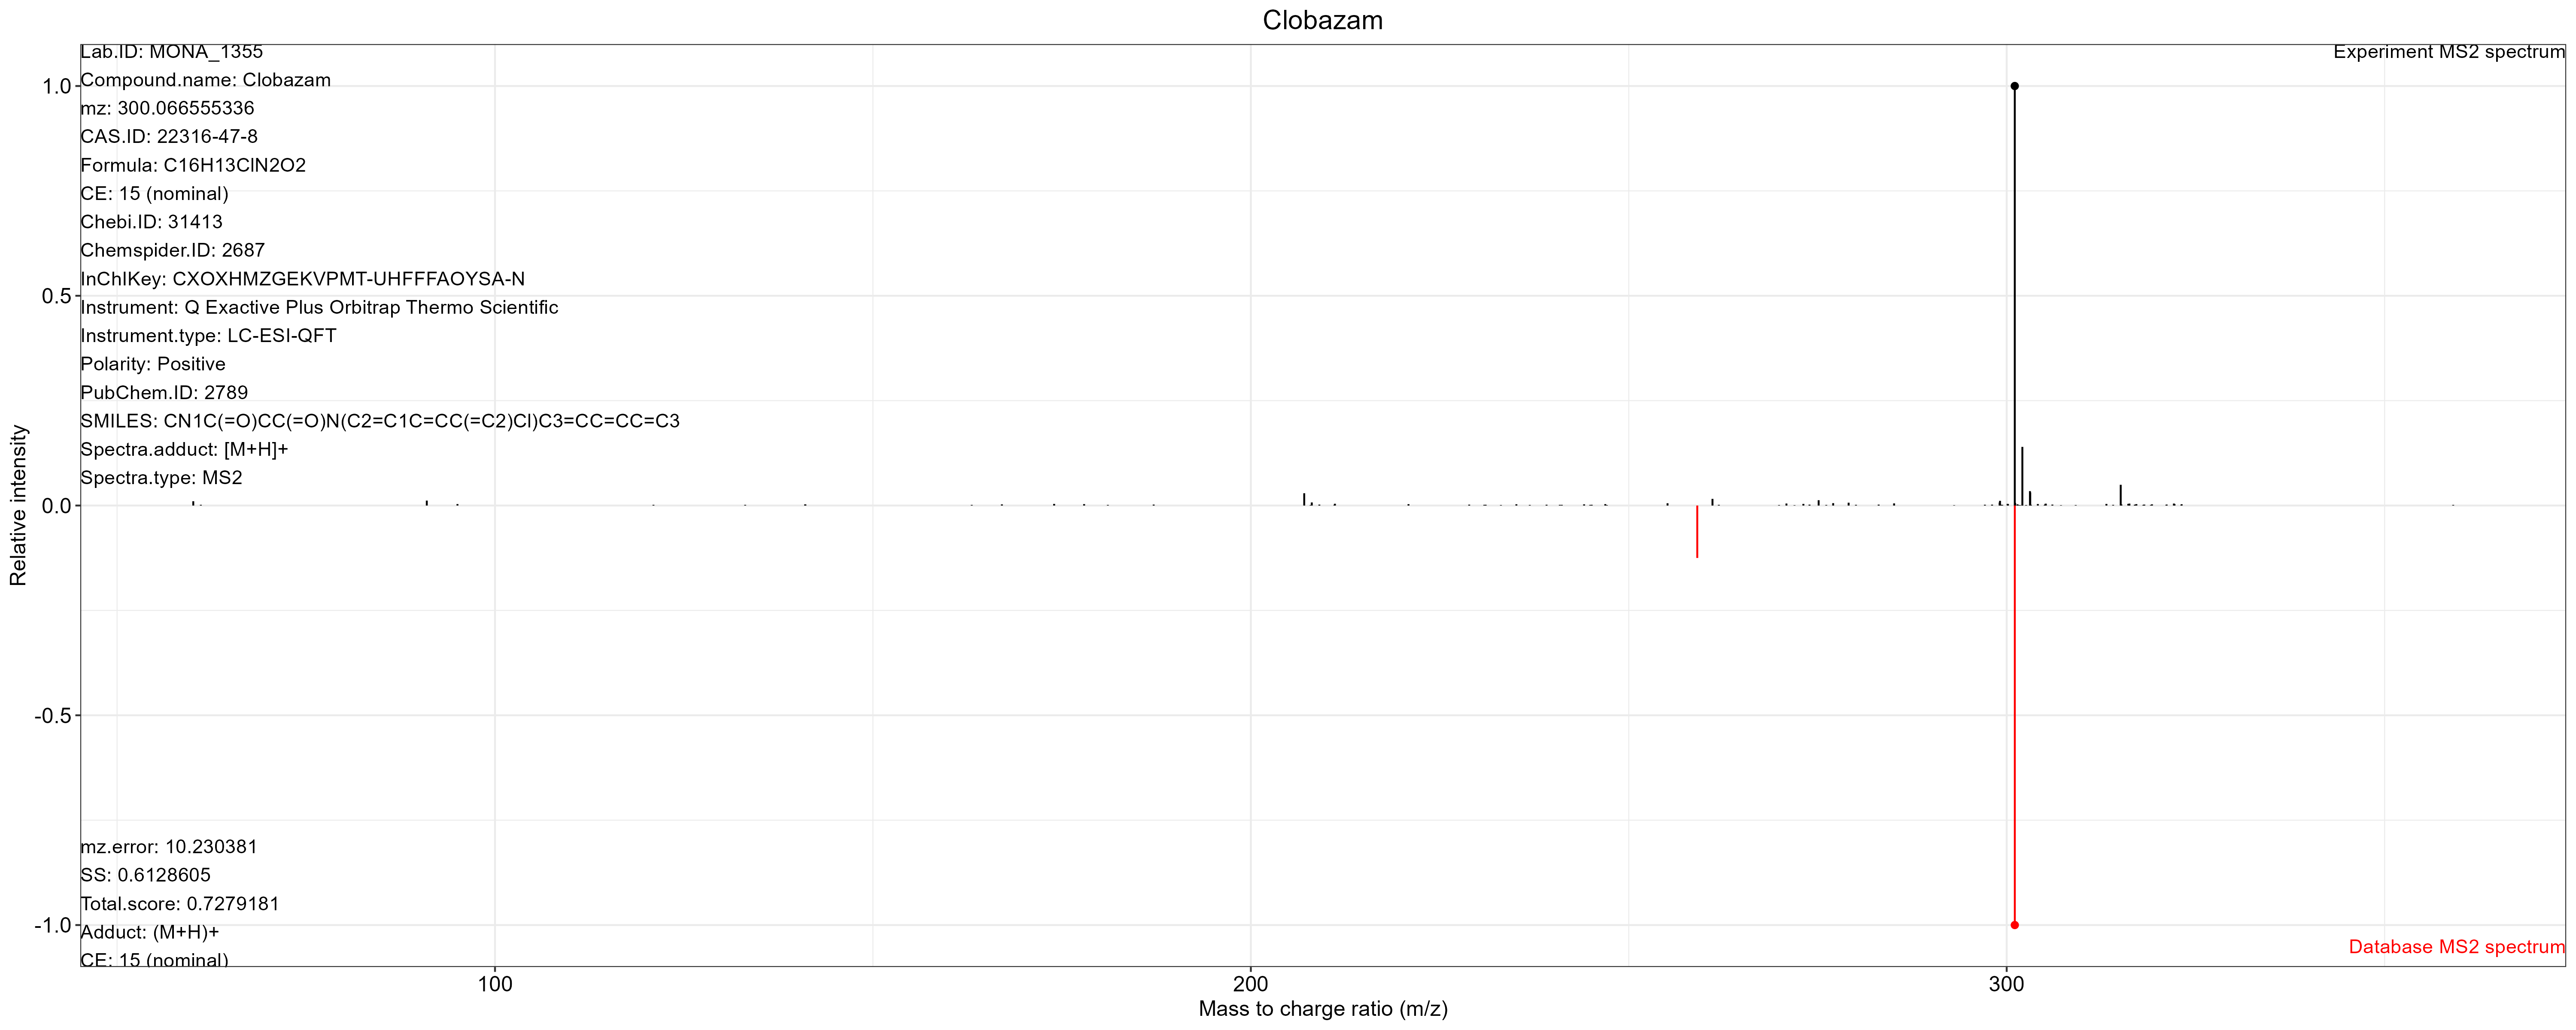 Clobazam
Lab.ID: MONA_1355
Experiment MS2 spectrum
Compound.name: Clobazam
mz: 300.066555336
CAS.ID: 22316-47-8
Formula: C16H13ClN2O2
CE: 15 (nominal)
Chebi.ID: 31413
Chemspider.ID: 2687
InChIKey: CXOXHMZGEKVPMT-UHFFFAOYSA-N
Instrument: Q Exactive Plus Orbitrap Thermo Scientific
Instrument.type: LC-ESI-QFT
Polarity: Positive
PubChem.ID: 2789
SMILES: CN1C(=O)CC(=O)N(C2=C1C=CC(=C2)Cl)C3=CC=CC=C3
Spectra.adduct: [M+H]+
Spectra.type: MS2
mz.error: 10.230381
SS: 0.6128605
Total.score: 0.7279181
Adduct: (M+H)+
CE: 15 (nominal)
Database MS2 spectrum
1.0
0.5
0.0
-0.5
-1.0
Relative intensity
100
200
300
Mass to charge ratio (m/z)